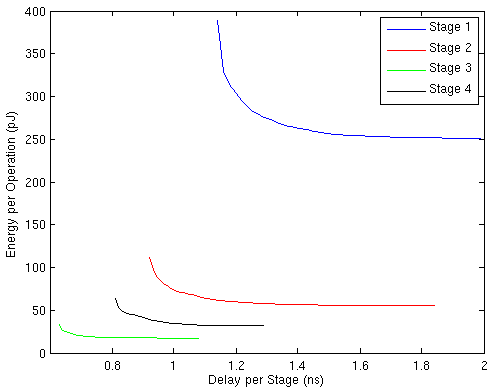 400
350
300
250
200
150
100
50
0
Energy per Operation (pJ)
Stage 1
Stage 2
Stage 3
Stage 4
0.8
1
1.2
1.4
1.6
1.8
2
Delay per Stage (ns)